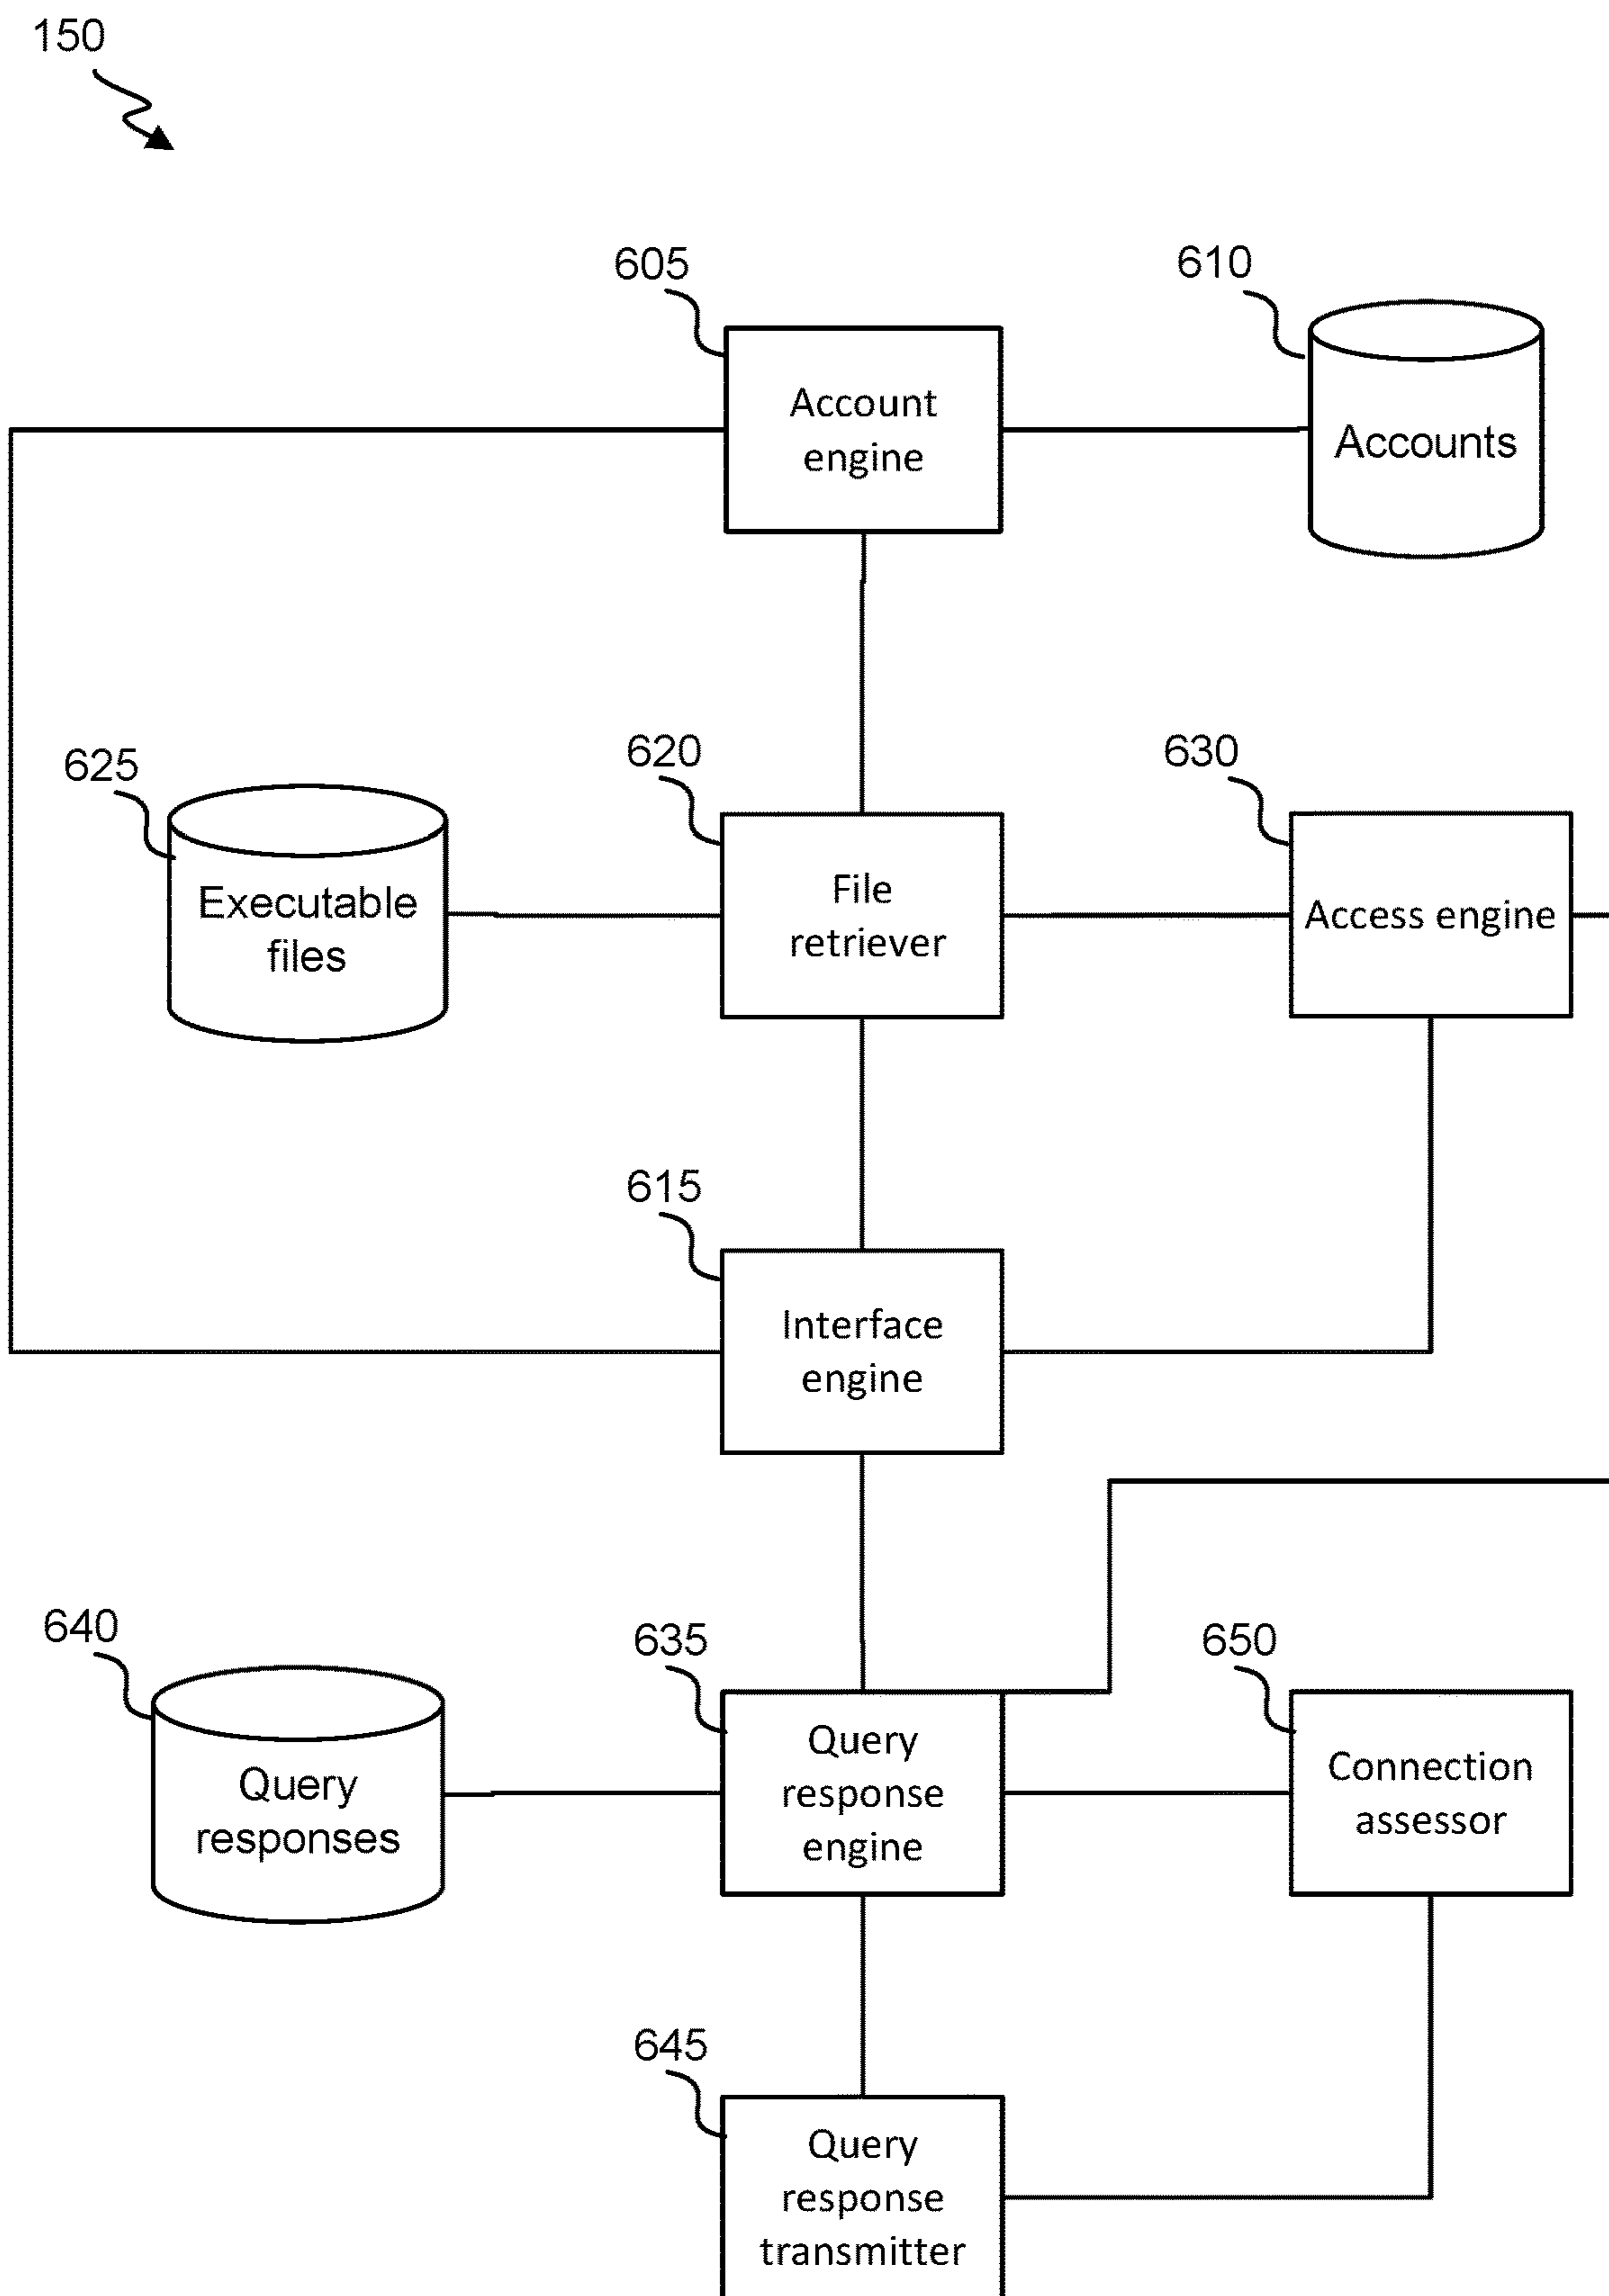 150
605
610
Account
engine
Accounts
625
620
630
Executable
files
File
retriever
Access engine
615
Interface
engine
640
635
650
Query
responses
Query
response
engine
Connection
assessor
645
Query
response
transmitter